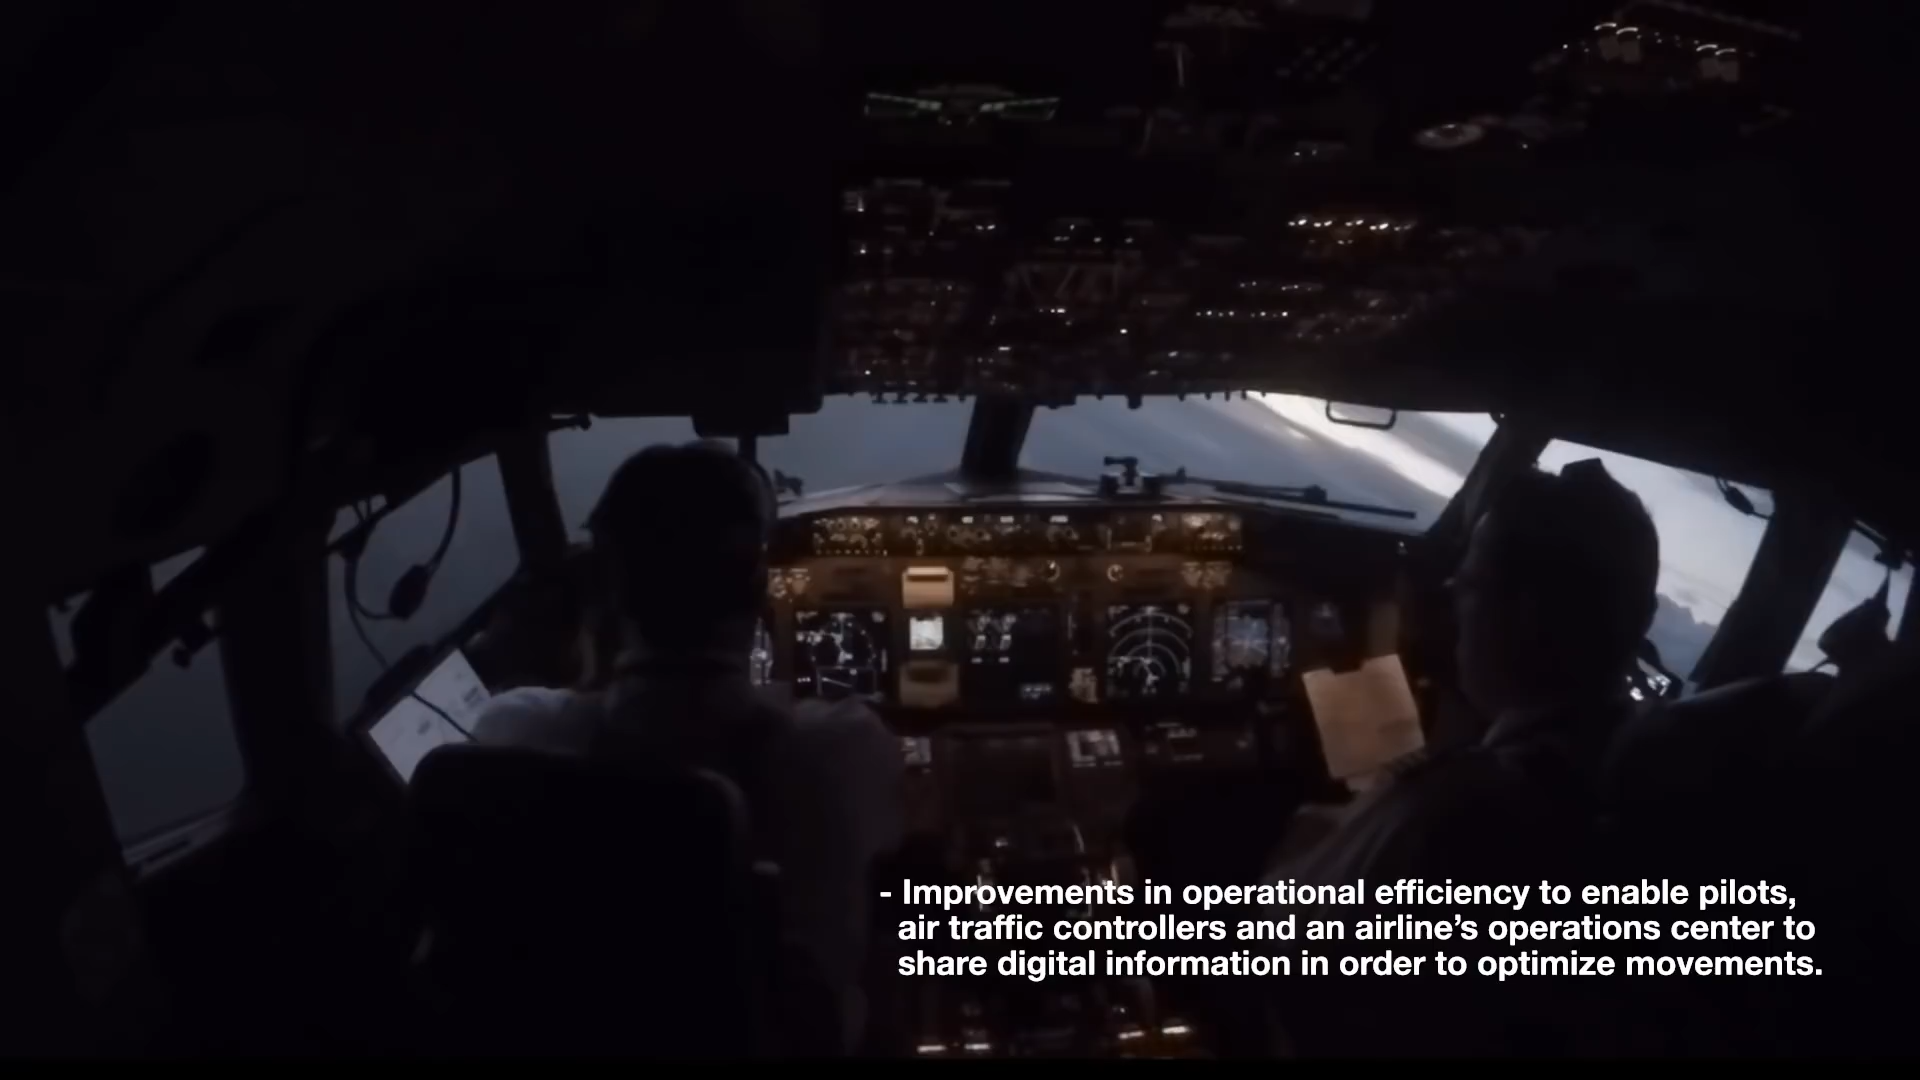 - Improvements in operational efficiency to enable pilots,
air traffic controllers and an airline’s operations center to
share digital information in order to optimize movements.